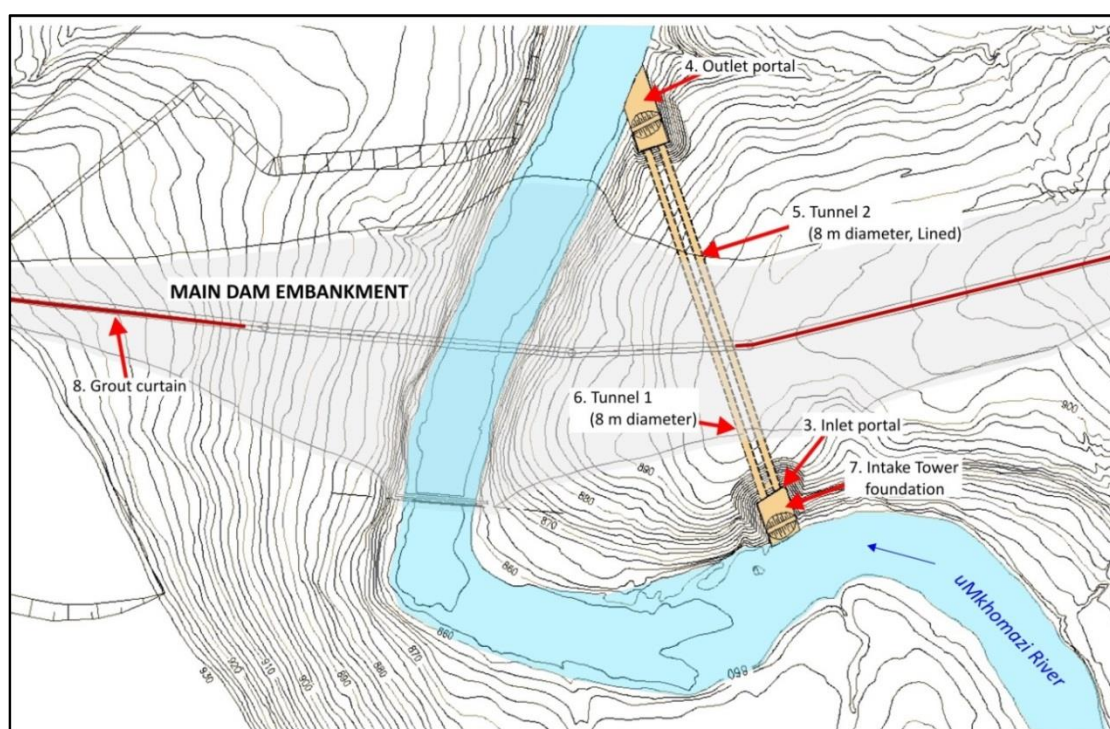 4. Outlet portal
5. Tunnel 2
(8 m diameter, Lined)
MAIN DAM EMBANKMENT
8. Grout curtain
6. Tunnel 1
(8 m diameter)
3. Inlet portal
7. Intake Tower
foundation
900
890
880
870
860
uMkhomazi River
860
870
880
890
900
910
920
930
860